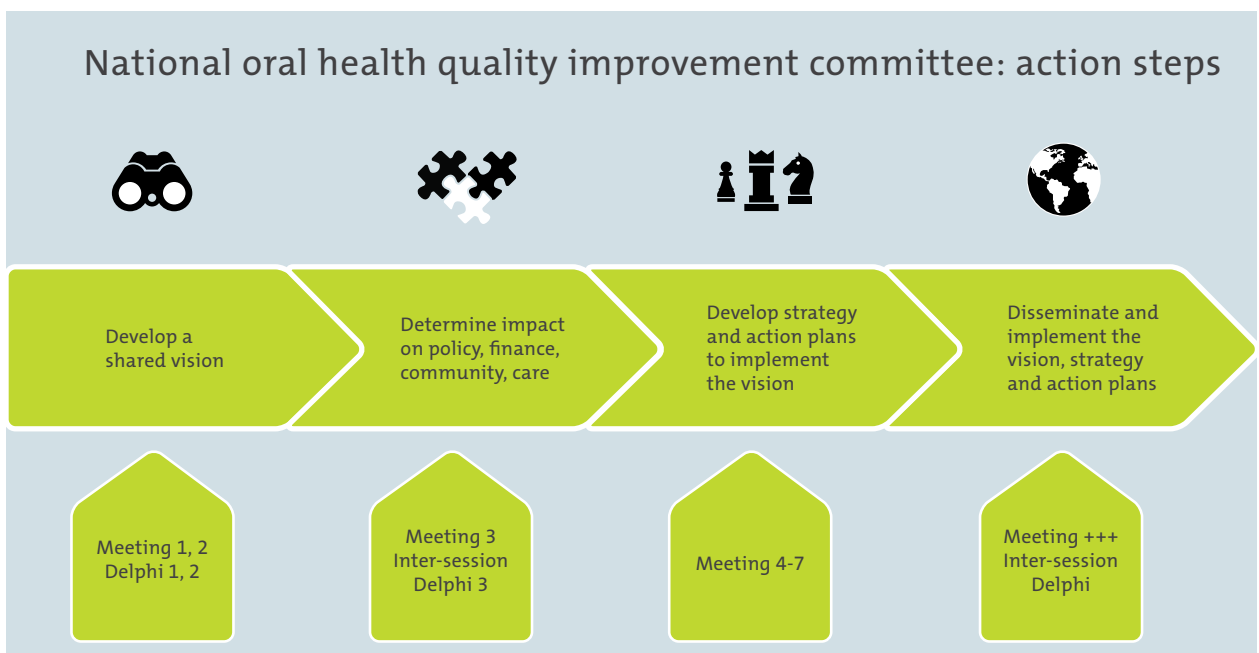 National oral health quality improvement committee: action steps
Develop a
shared vision
Determine impact
on policy, finance,
community, care
Develop strategy
and action plans
to implement
the vision
Disseminate and
implement the
vision, strategy
and action plans
Meeting 1, 2
Delphi 1, 2
Meeting 3
Inter-session
Delphi 3
Meeting 4-7
Meeting +++
Inter-session
Delphi